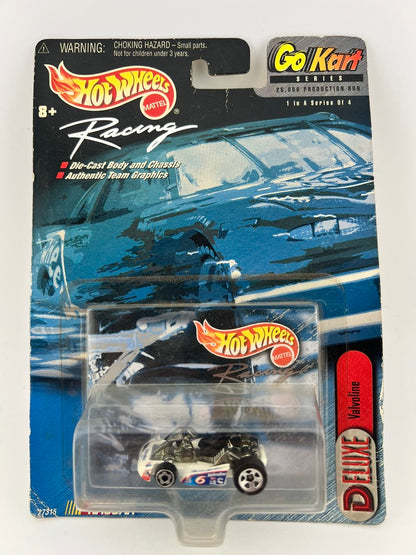 WARNING: CHOKING HAZARD – Small parts.
Not for children under 3 years.
Go Kart
SERIES
25,000 PRODUCTION RUN
1 In A Series Of 4
8+
Hot Wheels
MATTEL
®
Racing
Die-Cast Body and Chassis
Authentic Team Graphics
Hot Wheels
MATTEL
Racing
6
Valvoline
DELUXE
27315